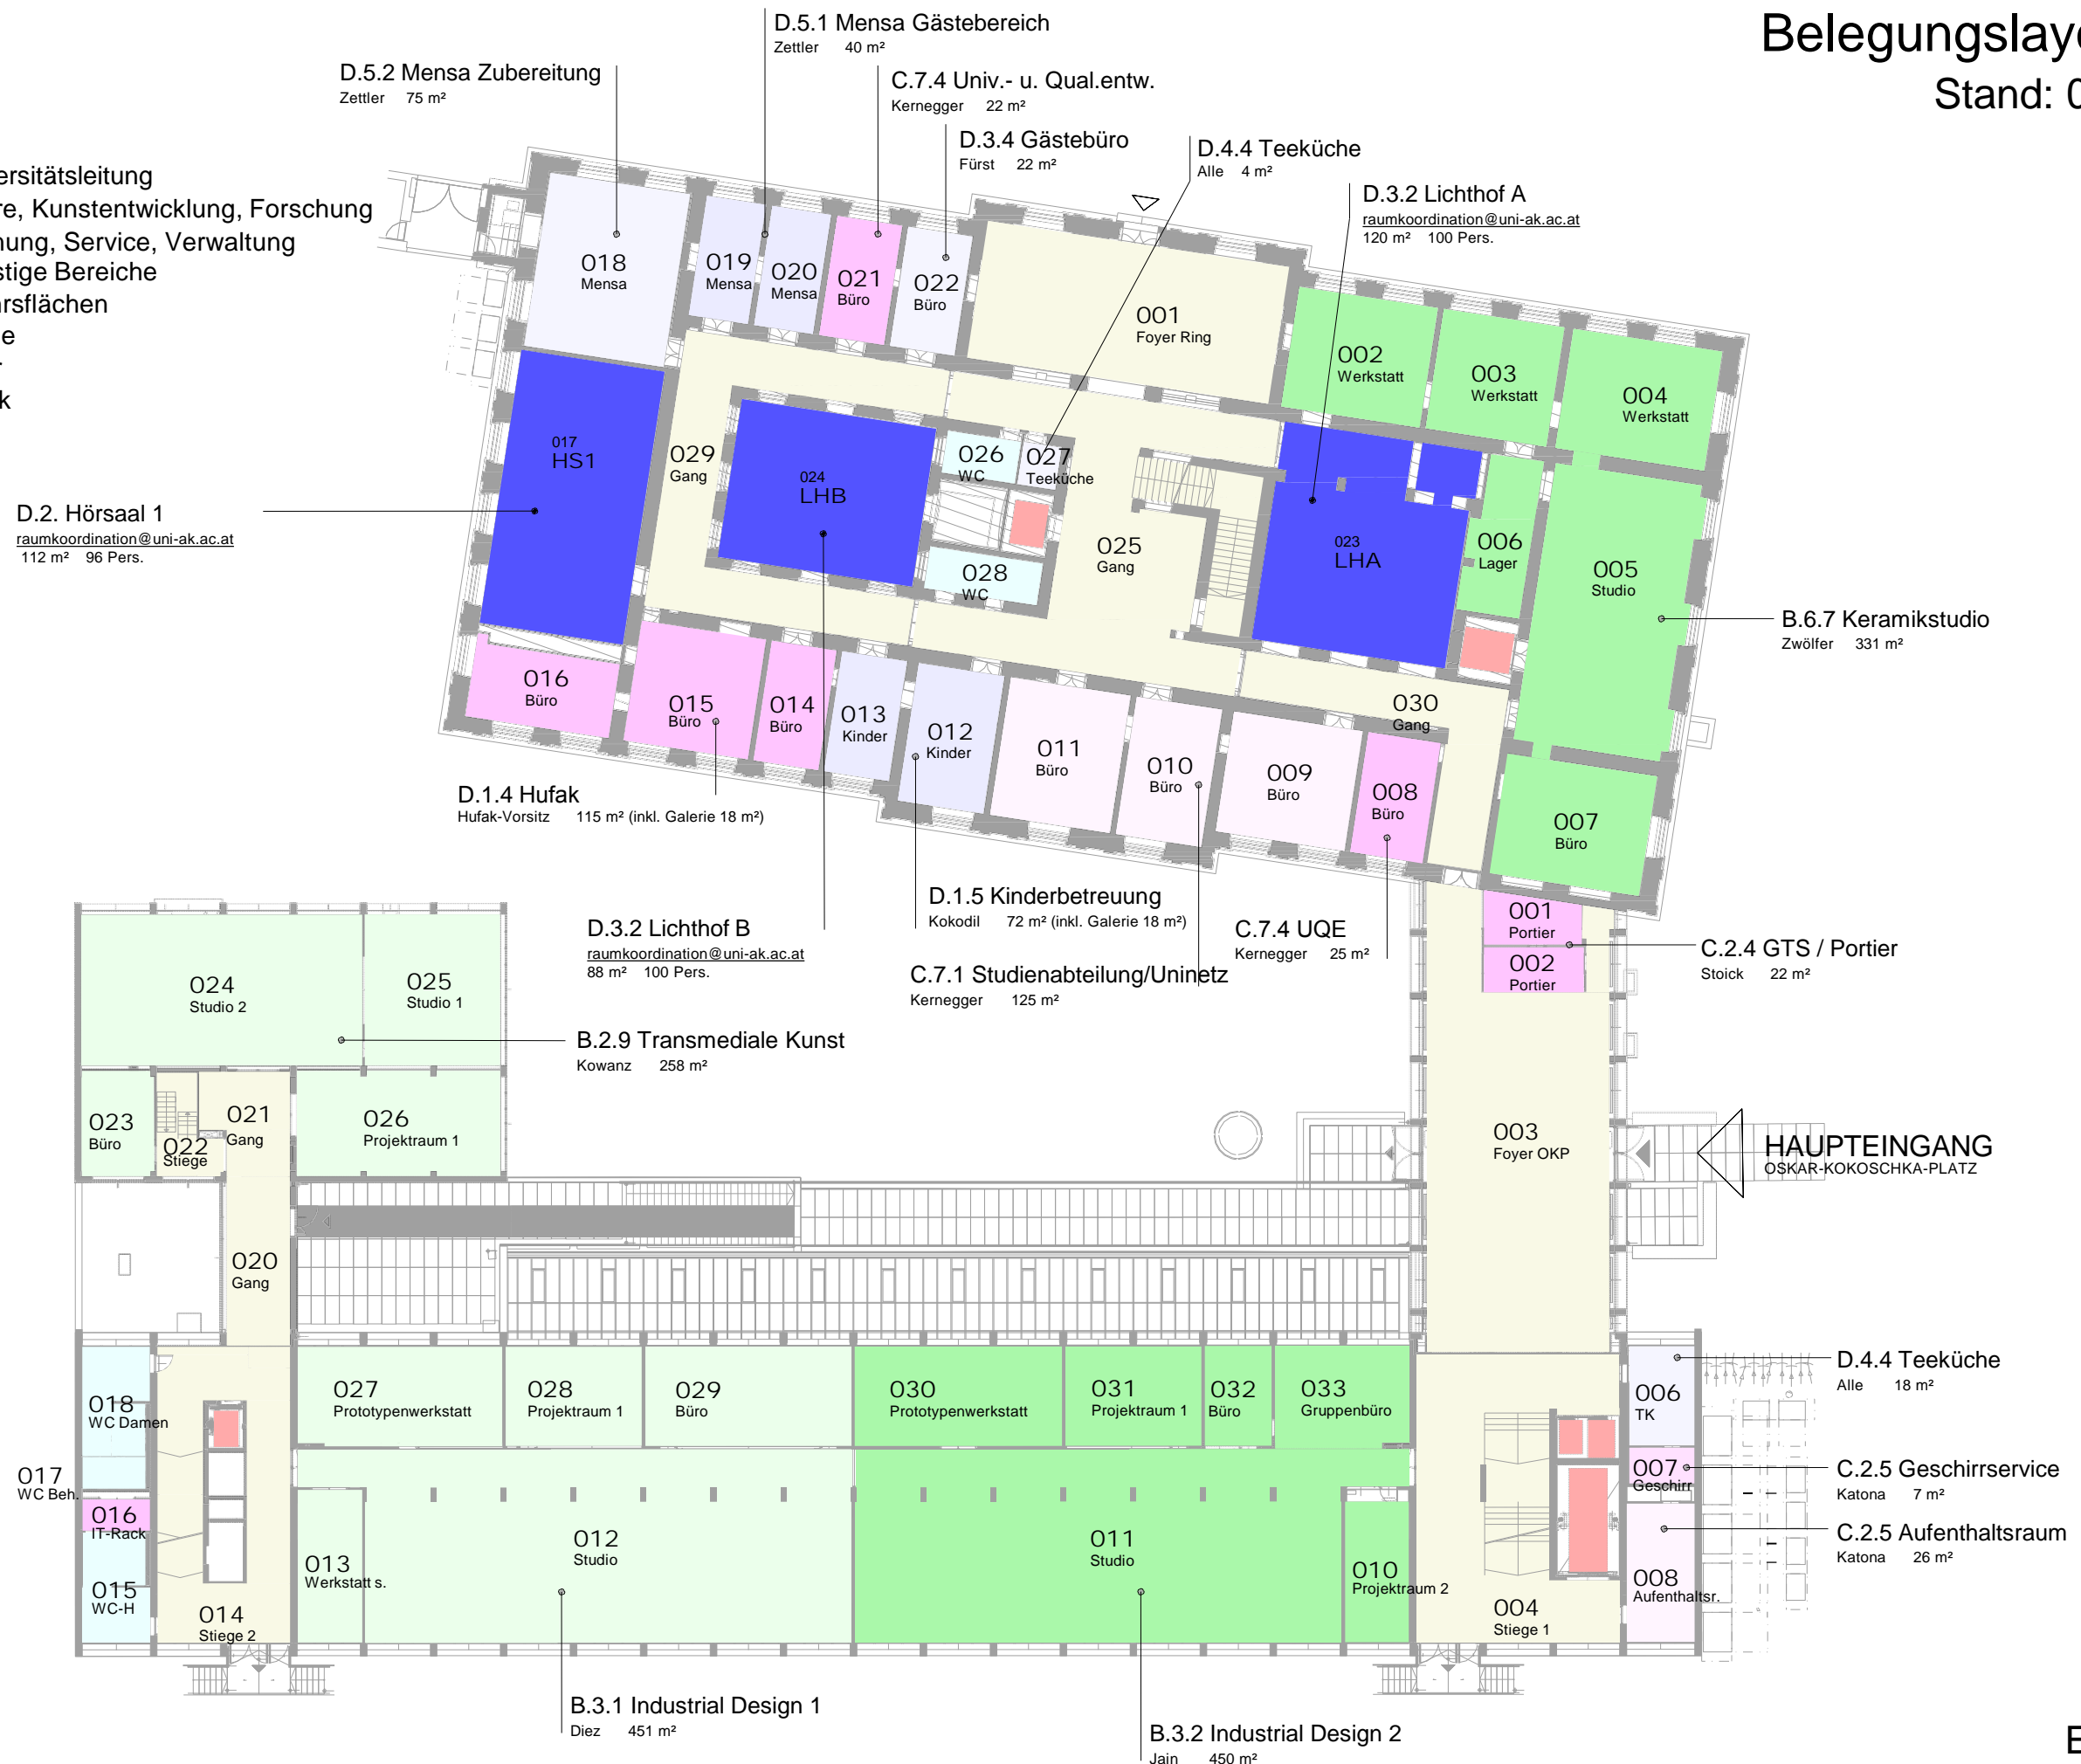 Belegungslay
Stand: 0
ersitätsleitung
e, Kunstentwicklung, Forschung
nung, Service, Verwaltung
stige Bereiche
hrsflächen
e
k
D.5.1 Mensa Gästebereich
Zettler 40 m²
D.5.2 Mensa Zubereitung
Zettler 75 m²
C.7.4 Univ.- u. Qual.entw.
Kernegger 22 m²
D.3.4 Gästebüro
Fürst 22 m²
D.4.4 Teeküche
Alle 4 m²
D.3.2 Lichthof A
raumkoordination@uni-ak.ac.at
120 m² 100 Pers.
018
Mensa
019
Mensa
020
Mensa
021
Büro
022
Büro
001
Foyer Ring
002
Werkstatt
003
Werkstatt
004
Werkstatt
017
HS1
029
Gang
024
LHB
026
WC
027
Teeküche
025
Gang
028
WC
023
LHA
006
Lager
005
Studio
D.2. Hörsaal 1
raumkoordination@uni-ak.ac.at
112 m² 96 Pers.
B.6.7 Keramikstudio
Zwölfer 331 m²
016
Büro
015
Büro
014
Büro
013
Kinder
012
Kinder
011
Büro
010
Büro
009
Büro
008
Büro
030
Gang
007
Büro
D.1.4 Hufak
Hufak-Vorsitz 115 m² (inkl. Galerie 18 m²)
D.3.2 Lichthof B
raumkoordination@uni-ak.ac.at
88 m² 100 Pers.
D.1.5 Kinderbetreuung
Kokodil 72 m² (inkl. Galerie 18 m²)
C.7.1 Studienabteilung/Uninetz
Kernegger 125 m²
C.7.4 UQE
Kernegger 25 m²
001
Portier
002
Portier
C.2.4 GTS / Portier
Stoick 22 m²
024
Studio 2
025
Studio 1
B.2.9 Transmediale Kunst
Kowanz 258 m²
023
Büro
022
Stiege
021
Gang
026
Projektraum 1
003
Foyer OKP
HAUPTEINGANG
OSKAR-KOKOSCHKA-PLATZ
020
Gang
018
WC Damen
017
WC Beh.
016
IT-Rack
015
WC-H
014
Stiege 2
027
Prototypenwerkstatt
028
Projektraum 1
029
Büro
030
Prototypenwerkstatt
031
Projektraum 1
032
Büro
033
Gruppenbüro
013
Werkstatt s.
012
Studio
011
Studio
010
Projektraum 2
004
Stiege 1
006
TK
007
Geschirr
008
Aufenthaltsr.
D.4.4 Teeküche
Alle 18 m²
C.2.5 Geschirrservice
Katona 7 m²
C.2.5 Aufenthaltsraum
Katona 26 m²
B.3.1 Industrial Design 1
Diez 451 m²
B.3.2 Industrial Design 2
Jain 450 m²
E